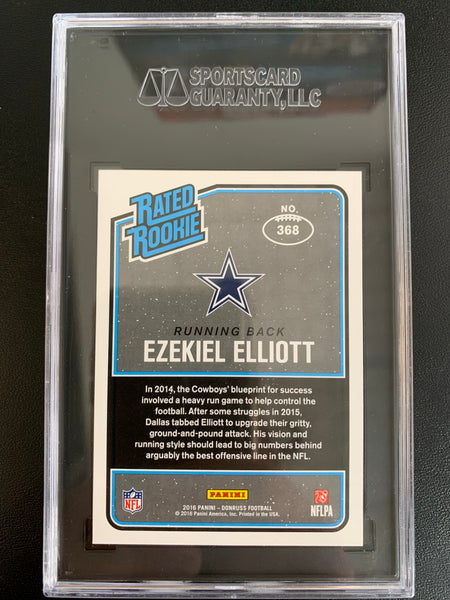 SPORTSCARD
GUARANTY, LLC
RATED
ROOKIE
NO.
368
RUNNING BACK
EZEKIEL ELLIOTT
In 2014, the Cowboys' blueprint for success
involved a heavy run game to help control the
football. After some struggles in 2015,
Dallas tabbed Elliott to upgrade their gritty,
ground-and-pound attack. His vision and
running style should lead to big numbers behind
arguably the best offensive line in the NFL.
NFL
PANINI
NFLPA
2016 PANINI – DONRUSS FOOTBALL
© 2016 Panini America, Inc. Printed in the USA.